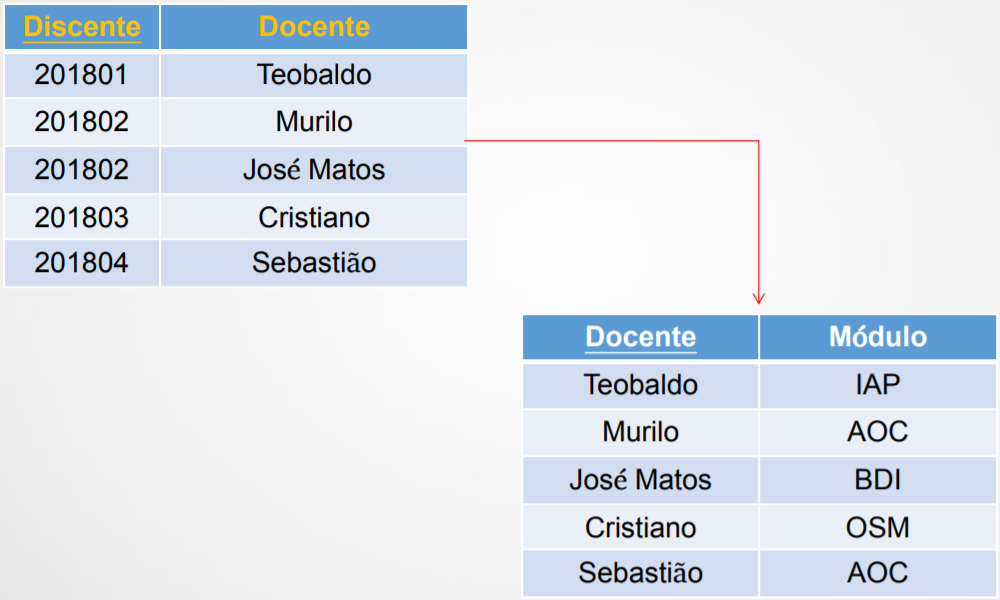 Discente Docente
201801 Teobaldo
201802 Murilo
201802 José Matos
201803 Cristiano
201804 Sebastião
Docente Módulo
Teobaldo IAP
Murilo AOC
José Matos BDI
Cristiano OSM
Sebastião AOC